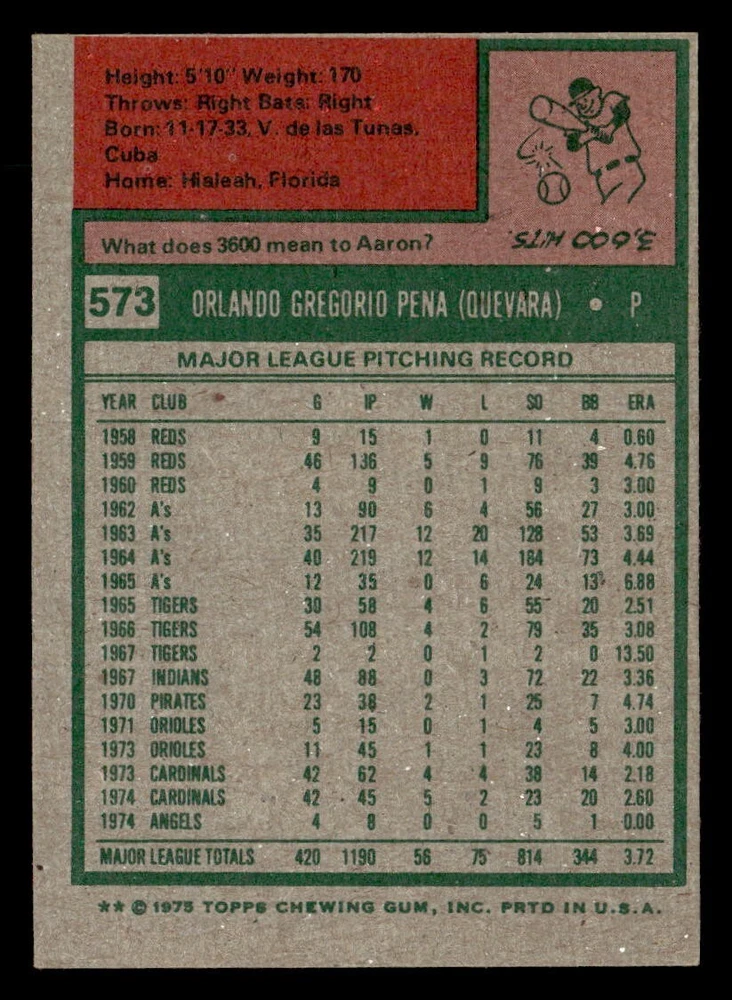 Height: 5'10" Weight: 170
Throws: Right Bats: Right
Born: 11-17-33, V. de las Tunas,
Cuba
Home: Hialeah, Florida
What does 3600 mean to Aaron?
3,600 HITS.
573 ORLANDO GREGORIO PENA (QUEVARA) • P
MAJOR LEAGUE PITCHING RECORD
YEAR CLUB G IP W L SO BB ERA
1958 REDS 9 15 1 0 11 4 0.60
1959 REDS 46 136 5 9 76 39 4.76
1960 REDS 4 9 0 1 9 3 3.00
1962 A's 13 90 6 4 56 27 3.00
1963 A's 35 217 12 20 128 53 3.69
1964 A's 40 219 12 14 184 73 4.44
1965 A's 12 35 0 6 24 13 6.88
1965 TIGERS 30 58 4 6 55 20 2.51
1966 TIGERS 54 108 4 2 79 35 3.08
1967 TIGERS 2 2 0 1 2 0 13.50
1967 INDIANS 48 88 0 3 72 22 3.36
1970 PIRATES 23 38 2 1 25 7 4.74
1971 ORIOLES 5 15 0 1 4 5 3.00
1973 ORIOLES 11 45 1 1 23 8 4.00
1973 CARDINALS 42 62 4 4 38 14 2.18
1974 CARDINALS 42 45 5 2 23 20 2.60
1974 ANGELS 4 8 0 0 5 1 0.00
MAJOR LEAGUE TOTALS 420 1190 56 75 814 344 3.72
** © 1975 TOPPS CHEWING GUM, INC. PRTD IN U.S.A.